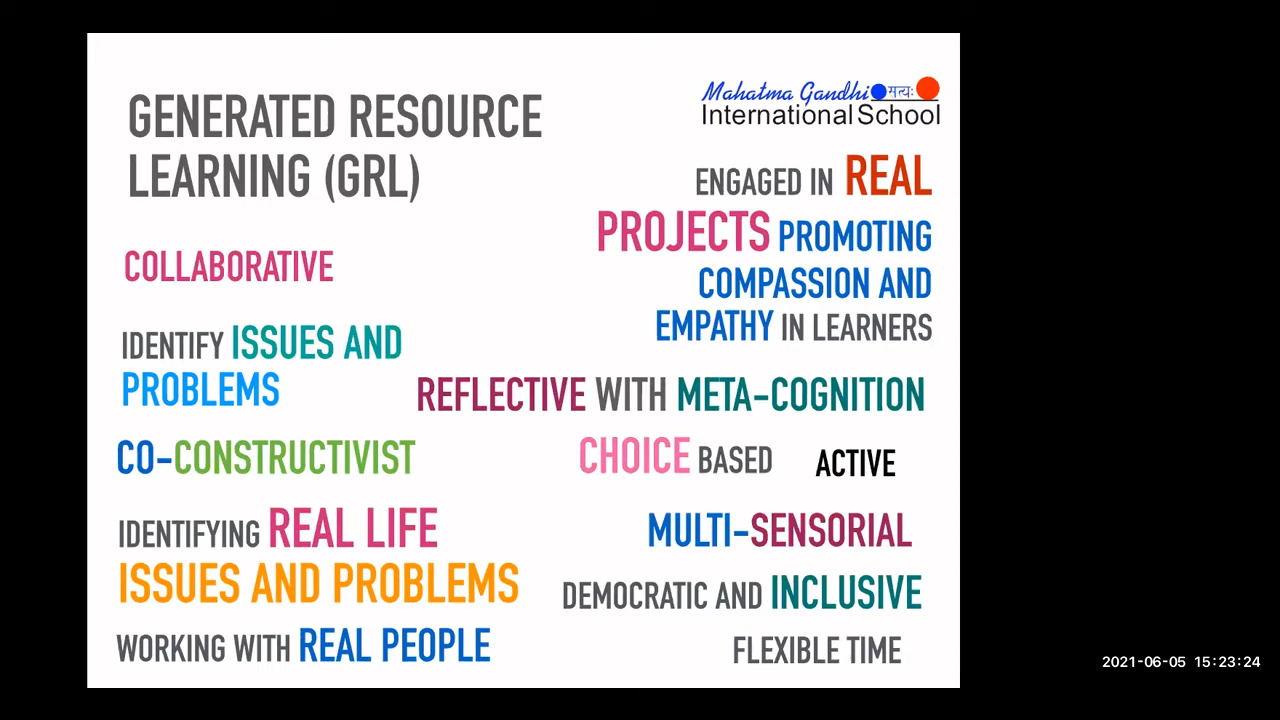 GENERATED RESOURCE
LEARNING (GRL)
Mahatma Gandhi सत्यः
International School
ENGAGED IN REAL
PROJECTS PROMOTING
COMPASSION AND
EMPATHY IN LEARNERS
COLLABORATIVE
IDENTIFY ISSUES AND
PROBLEMS
REFLECTIVE WITH META-COGNITION
CO-CONSTRUCTIVIST
CHOICE BASED
ACTIVE
IDENTIFYING REAL LIFE
ISSUES AND PROBLEMS
MULTI-SENSORIAL
DEMOCRATIC AND INCLUSIVE
WORKING WITH REAL PEOPLE
FLEXIBLE TIME
2021-06-05 15:23:24